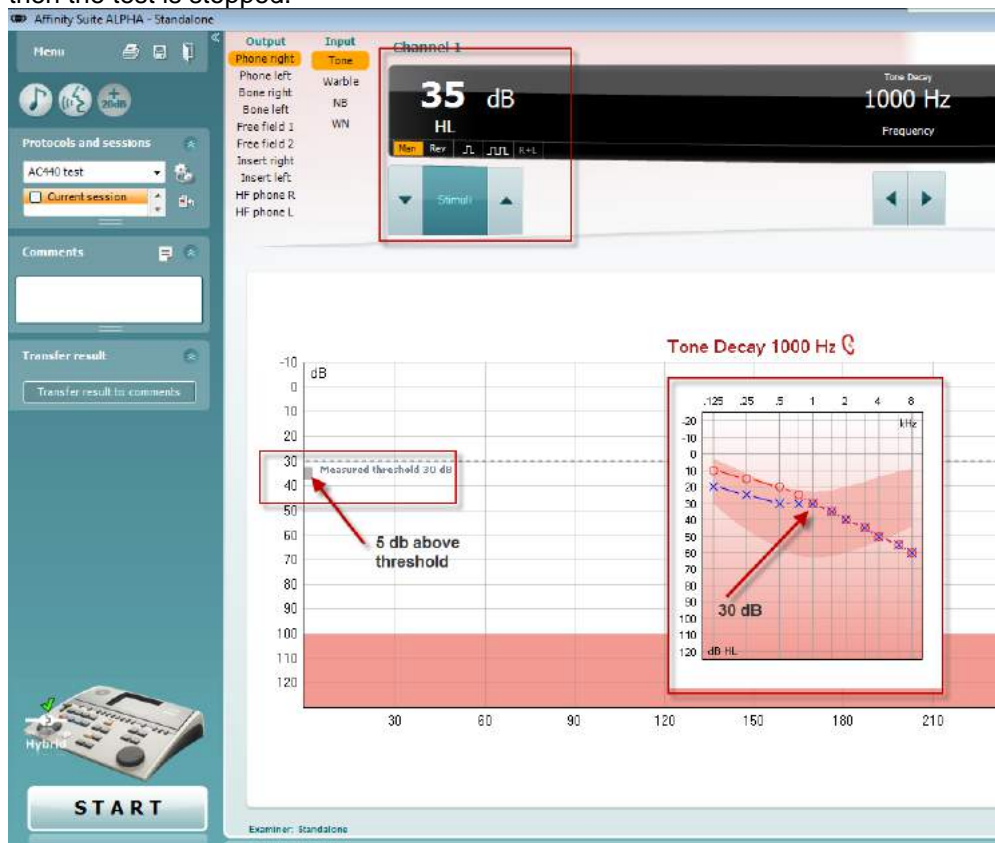 then the test is stopped.
Affinity Suite ALPHA - Standalone
Menu
20dB
Protocols and sessions
AC440 test
Current session
Comments
Transfer result
Transfer result to comments
Hybrid
START
Output Input
Phone right Tone
Phone left Warble
Bone right NB
Bone left WN
Free field 1
Free field 2
Insert right
Insert left
HF phone R
HF phone L
Channel 1
35 dB
HL
Man Rev R+L
Stimuli
Tone Decay
1000 Hz
Frequency
Tone Decay 1000 Hz
dB
-10
0
10
20
30
40
50
60
70
80
90
100
110
120
Measured threshold 30 dB
5 db above
threshold
30 60 90 120 150 180 210
.125 .25 .5 1 2 4 8
kHz
-20
-10
0
10
20
30
40
50
60
70
80
90
100
110
120
dB HL
30 dB
Examiner: Standalone